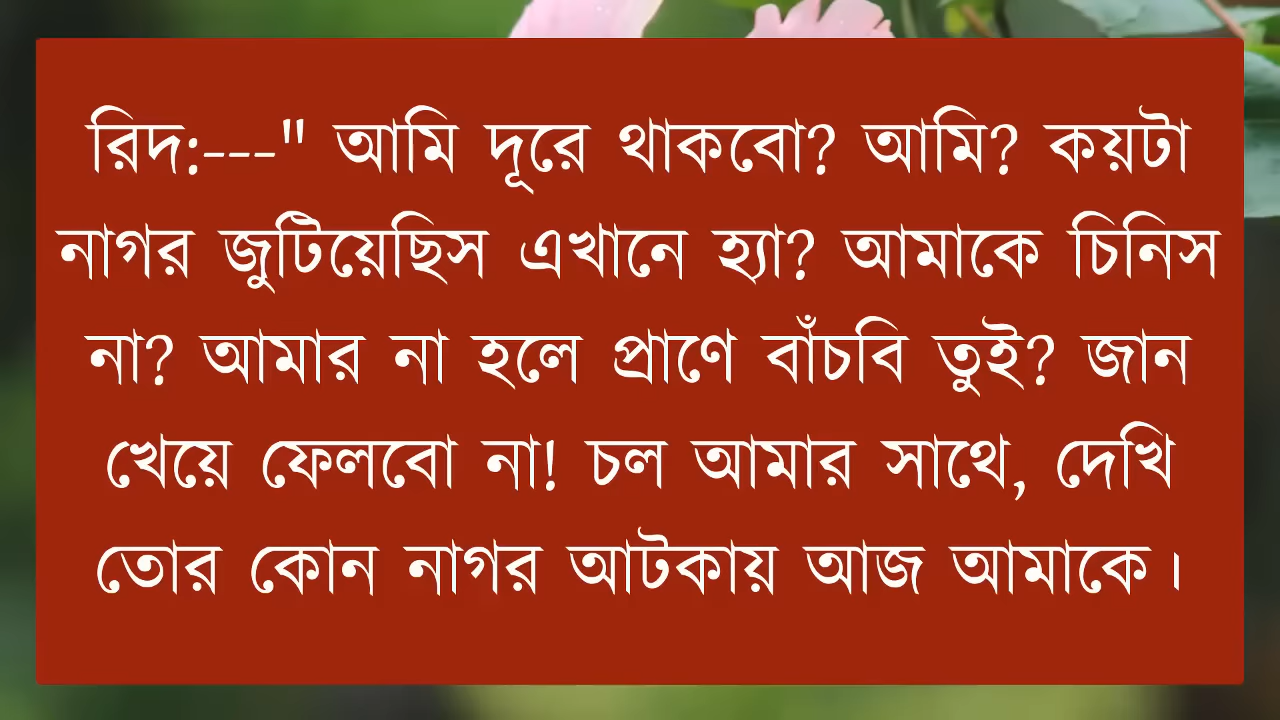 রিদ:---" আমি দূরে থাকবো? আমি? কয়টা
নাগর জুটিয়েছিস এখানে হ্যা? আমাকে চিনিস
না? আমার না হলে প্রাণে বাঁচবি তুই? জান
খেয়ে ফেলবো না! চল আমার সাথে, দেখি
তোর কোন নাগর আটকায় আজ আমাকে।